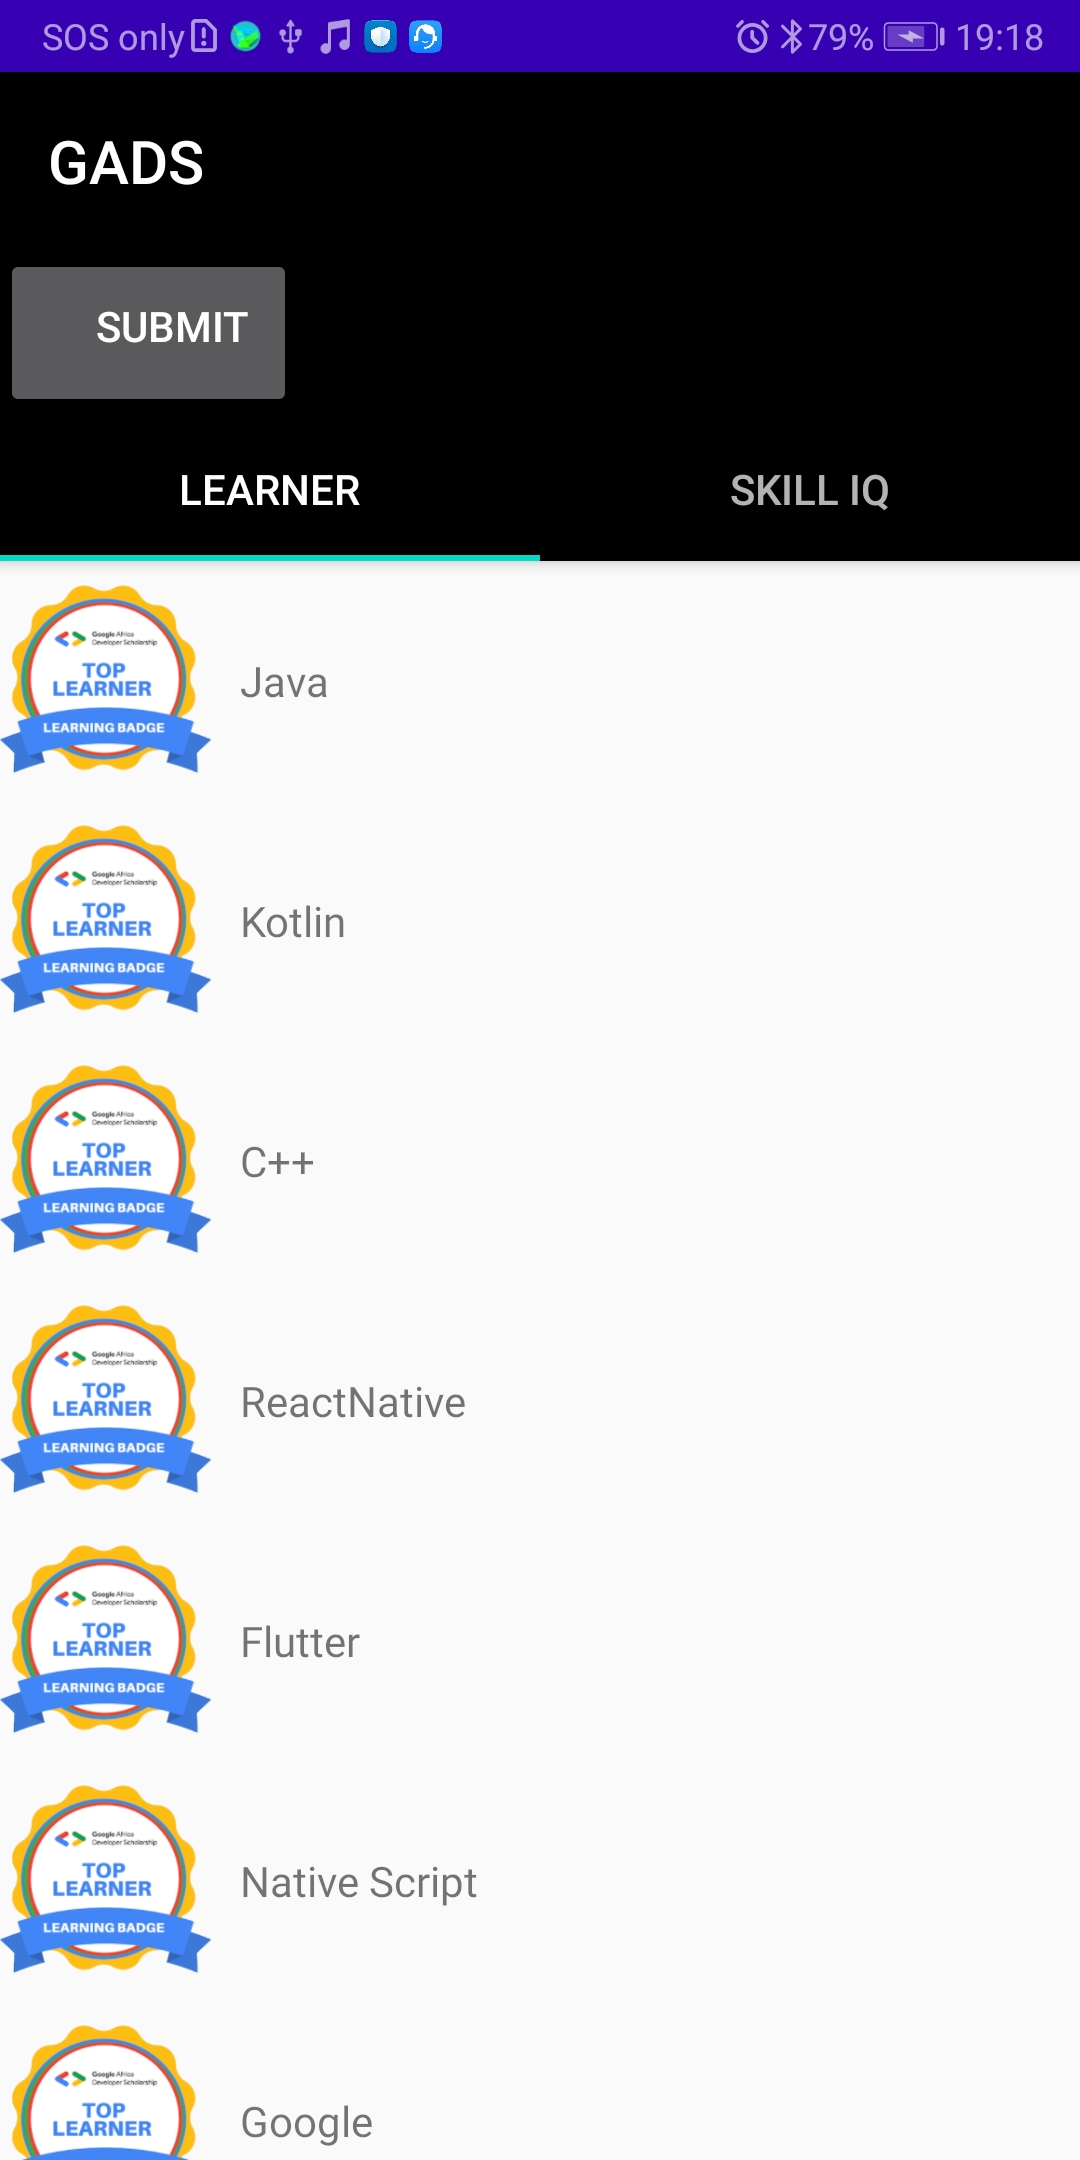 SOS only 79% 19:18
GADS
SUBMIT
LEARNER SKILL IQ
Google Africa
Developer Scholarship
TOP
LEARNER
LEARNING BADGE
Java
Google Africa
Developer Scholarship
TOP
LEARNER
LEARNING BADGE
Kotlin
Google Africa
Developer Scholarship
TOP
LEARNER
LEARNING BADGE
C++
Google Africa
Developer Scholarship
TOP
LEARNER
LEARNING BADGE
ReactNative
Google Africa
Developer Scholarship
TOP
LEARNER
LEARNING BADGE
Flutter
Google Africa
Developer Scholarship
TOP
LEARNER
LEARNING BADGE
Native Script
Google Africa
Developer Scholarship
TOP
LEARNER
Google